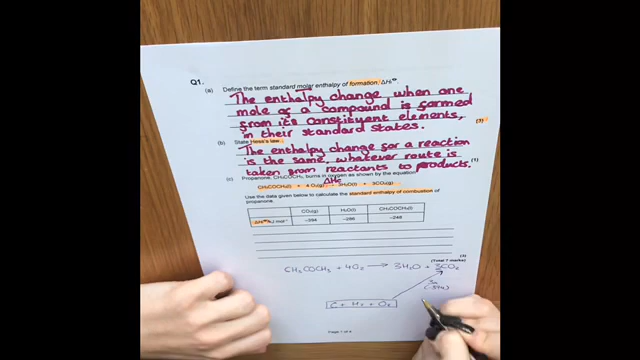 Q1.
(a) Define the term standard molar enthalpy of formation, ΔHf⊖
The enthalpy change when one
mole of a compound is formed
from its constituent elements,
in their standard states.
(3)
(b) State Hess's law.
The enthalpy change for a reaction
is the same, whatever route is
taken from reactants to products.
(1)
(c) Propanone, CH3COCH3, burns in oxygen as shown by the equation
ΔHc
CH3COCH3(l) + 4 O2(g) → 3H2O(l) + 3CO2(g)
Use the data given below to calculate the standard enthalpy of combustion of
propanone.
CO2(g) H2O(l) CH3COCH3(l)
ΔHf⊖/kJ mol-1 −394 −286 −248
(3)
(Total 7 marks)
CH3COCH3 + 4O2 → 3H2O + 3CO2
3x
(-394)
C + H2 + O2
Page 1 of 4